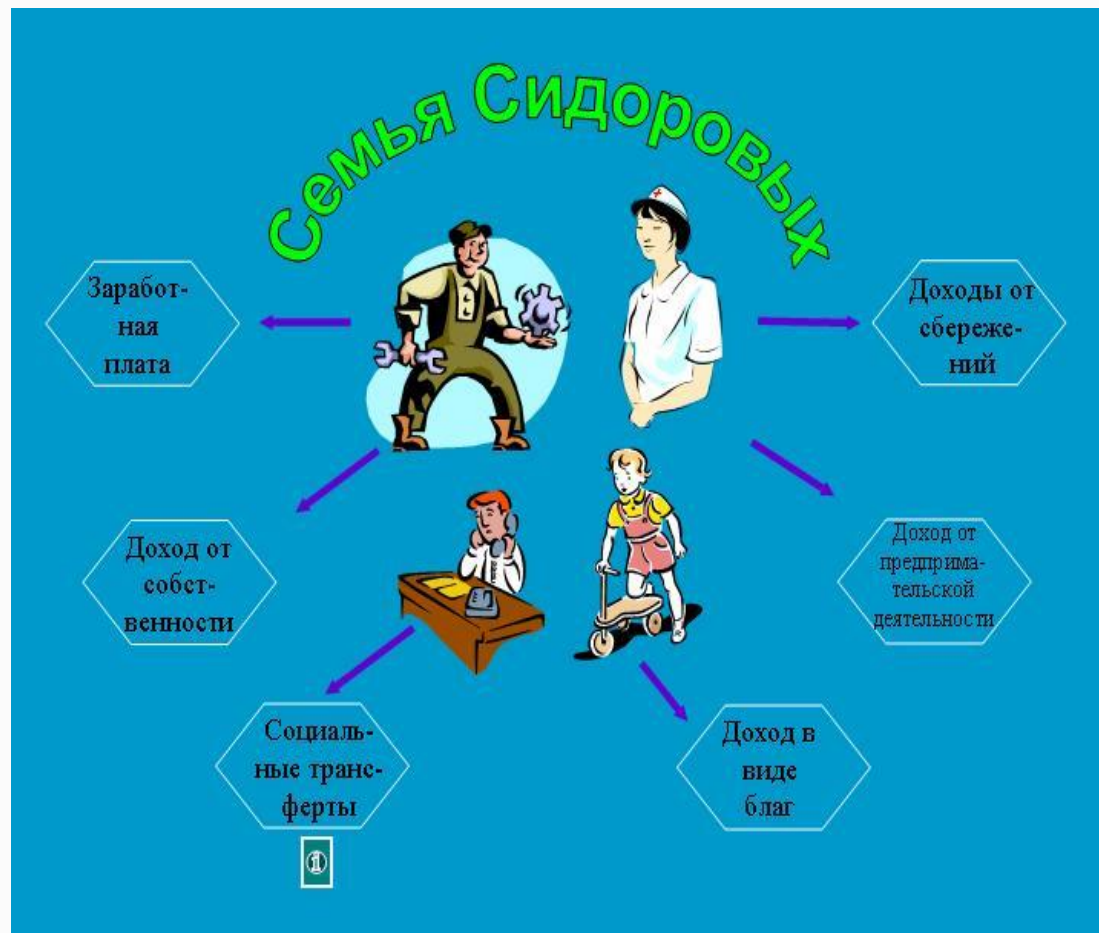 Семья Сидоровых
Заработ-
ная
плата
Доходы от
сбереже-
ний
Доход от
собст-
венности
Доход от
предприма-
тельской
деятельности
Социаль-
ные транс-
ферты
Доход в
виде
благ
1